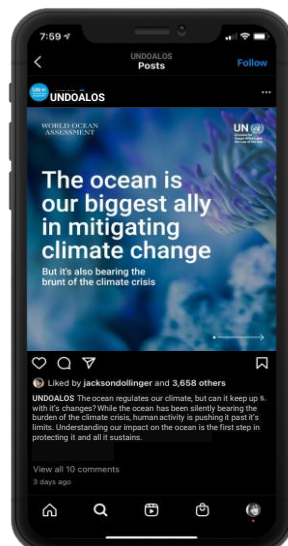 7:59
UNDOALOS
Posts
Follow
UN
UNDOALOS
WORLD OCEAN
ASSESSMENT
UN
The ocean is
our biggest ally
in mitigating
climate change
But it's also bearing the
brunt of the climate crisis
Liked by jacksondollinger and 3,658 others
UNDOALOS The ocean regulates our climate, but can it keep up
with it's changes? While the ocean has been silently bearing the
burden of the climate crisis, human activity is pushing it past it's
limits. Understanding our impact on the ocean is the first step in
protecting it and all it sustains.
View all 10 comments
3 days ago